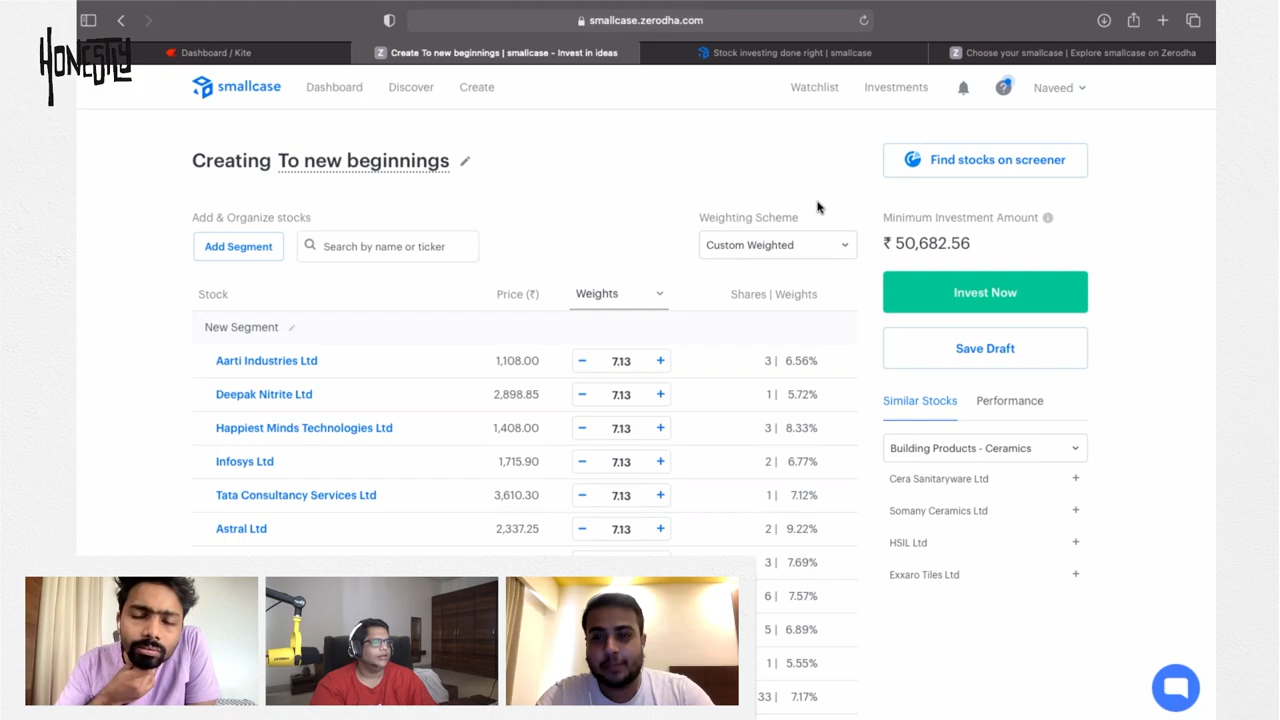 HONESTLY
smallcase.zerodha.com
Dashboard / Kite
Create To new beginnings | smallcase - Invest in ideas
Stock investing done right | smallcase
Choose your smallcase | Explore smallcase on Zerodha
smallcase Dashboard Discover Create Watchlist Investments Naveed
Creating To new beginnings
Find stocks on screener
Add & Organize stocks
Weighting Scheme
Minimum Investment Amount
Add Segment
Search by name or ticker
Custom Weighted
₹ 50,682.56
Stock Price (₹) Weights Shares | Weights
Invest Now
New Segment
Save Draft
Aarti Industries Ltd 1,108.00 − 7.13 + 3 | 6.56%
Deepak Nitrite Ltd 2,898.85 − 7.13 + 1 | 5.72%
Happiest Minds Technologies Ltd 1,408.00 − 7.13 + 3 | 8.33%
Infosys Ltd 1,715.90 − 7.13 + 2 | 6.77%
Tata Consultancy Services Ltd 3,610.30 − 7.13 + 1 | 7.12%
Astral Ltd 2,337.25 − 7.13 + 2 | 9.22%
3 | 7.69%
6 | 7.57%
5 | 6.89%
1 | 5.55%
33 | 7.17%
Similar Stocks Performance
Building Products - Ceramics
Cera Sanitaryware Ltd +
Somany Ceramics Ltd +
HSIL Ltd +
Exxaro Tiles Ltd +